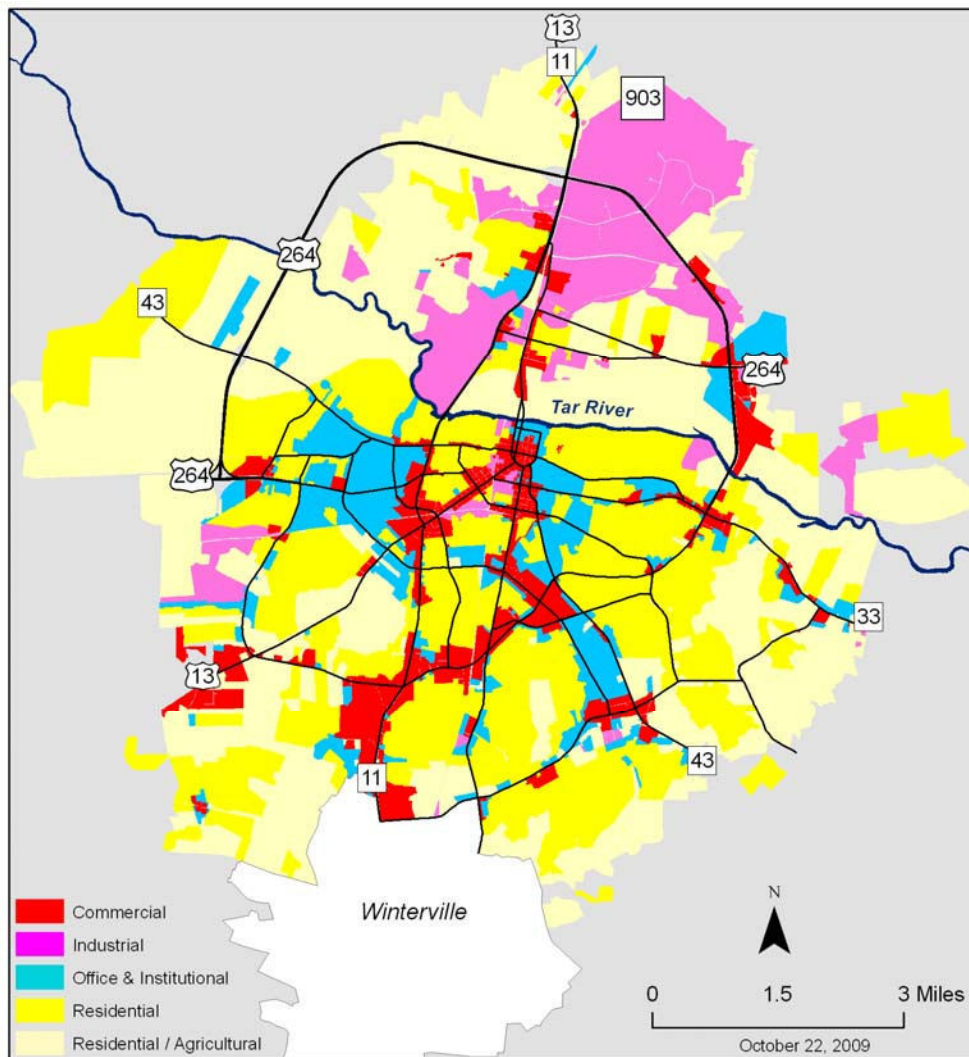 13
11
903
264
43
264
Tar River
264
33
13
43
11
Winterville
Commercial
Industrial
Office & Institutional
Residential
Residential / Agricultural
N
0 1.5 3 Miles
October 22, 2009